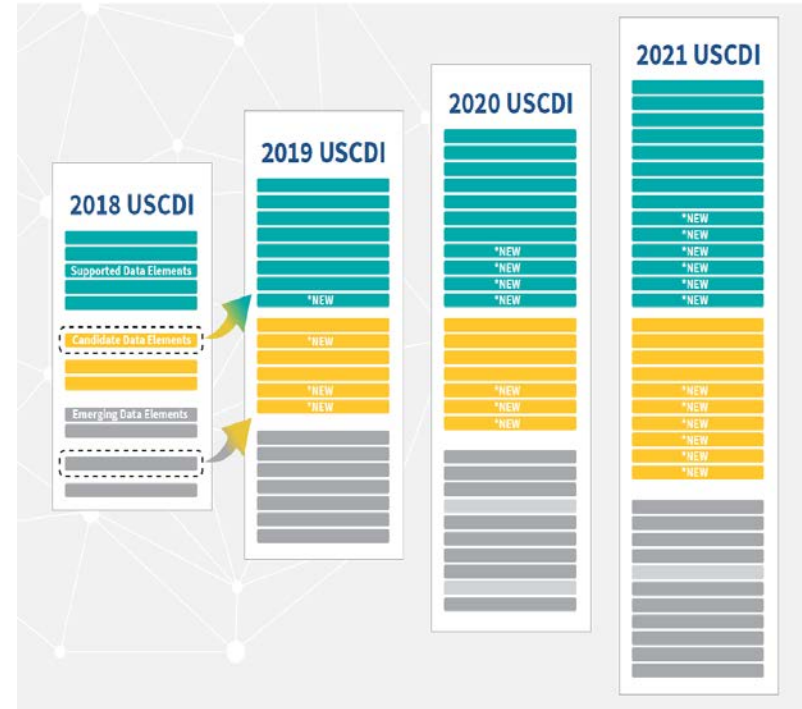 2018 USCDI
Supported Data Elements
Candidate Data Elements
Emerging Data Elements
2019 USCDI
*NEW
*NEW
*NEW
*NEW
2020 USCDI
*NEW
*NEW
*NEW
*NEW
*NEW
*NEW
*NEW
2021 USCDI
*NEW
*NEW
*NEW
*NEW
*NEW
*NEW
*NEW
*NEW
*NEW
*NEW
*NEW
*NEW